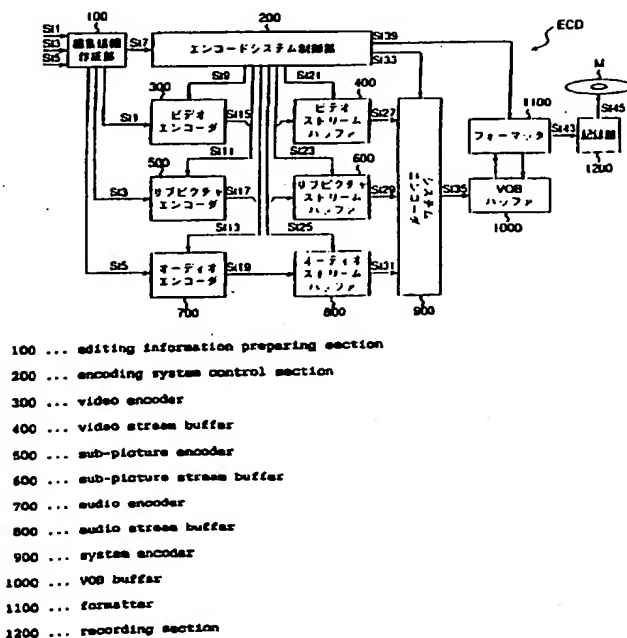 100
200
ECD
St1
St3
St5
編集情報
作成部
St7
エンコードシステム制御部
St39
St33
M
St9
St21
300
400
1100
St45
St1
ビデオ
エンコーダ
St15
ビデオ
ストリーム
バッファ
St27
フォーマッタ
St43
記録部
1200
St11
St23
500
600
St3
サブピクチャ
エンコーダ
St17
サブピクチャ
ストリーム
バッファ
St29
システム
エンコーダ
St35
VOB
バッファ
1000
St13
St25
St5
オーディオ
エンコーダ
St19
オーディオ
ストリーム
バッファ
St31
700
800
900
100 ... editing information preparing section
200 ... encoding system control section
300 ... video encoder
400 ... video stream buffer
500 ... sub-picture encoder
600 ... sub-picture stream buffer
700 ... audio encoder
800 ... audio stream buffer
900 ... system encoder
1000 ... VOB buffer
1100 ... formatter
1200 ... recording section